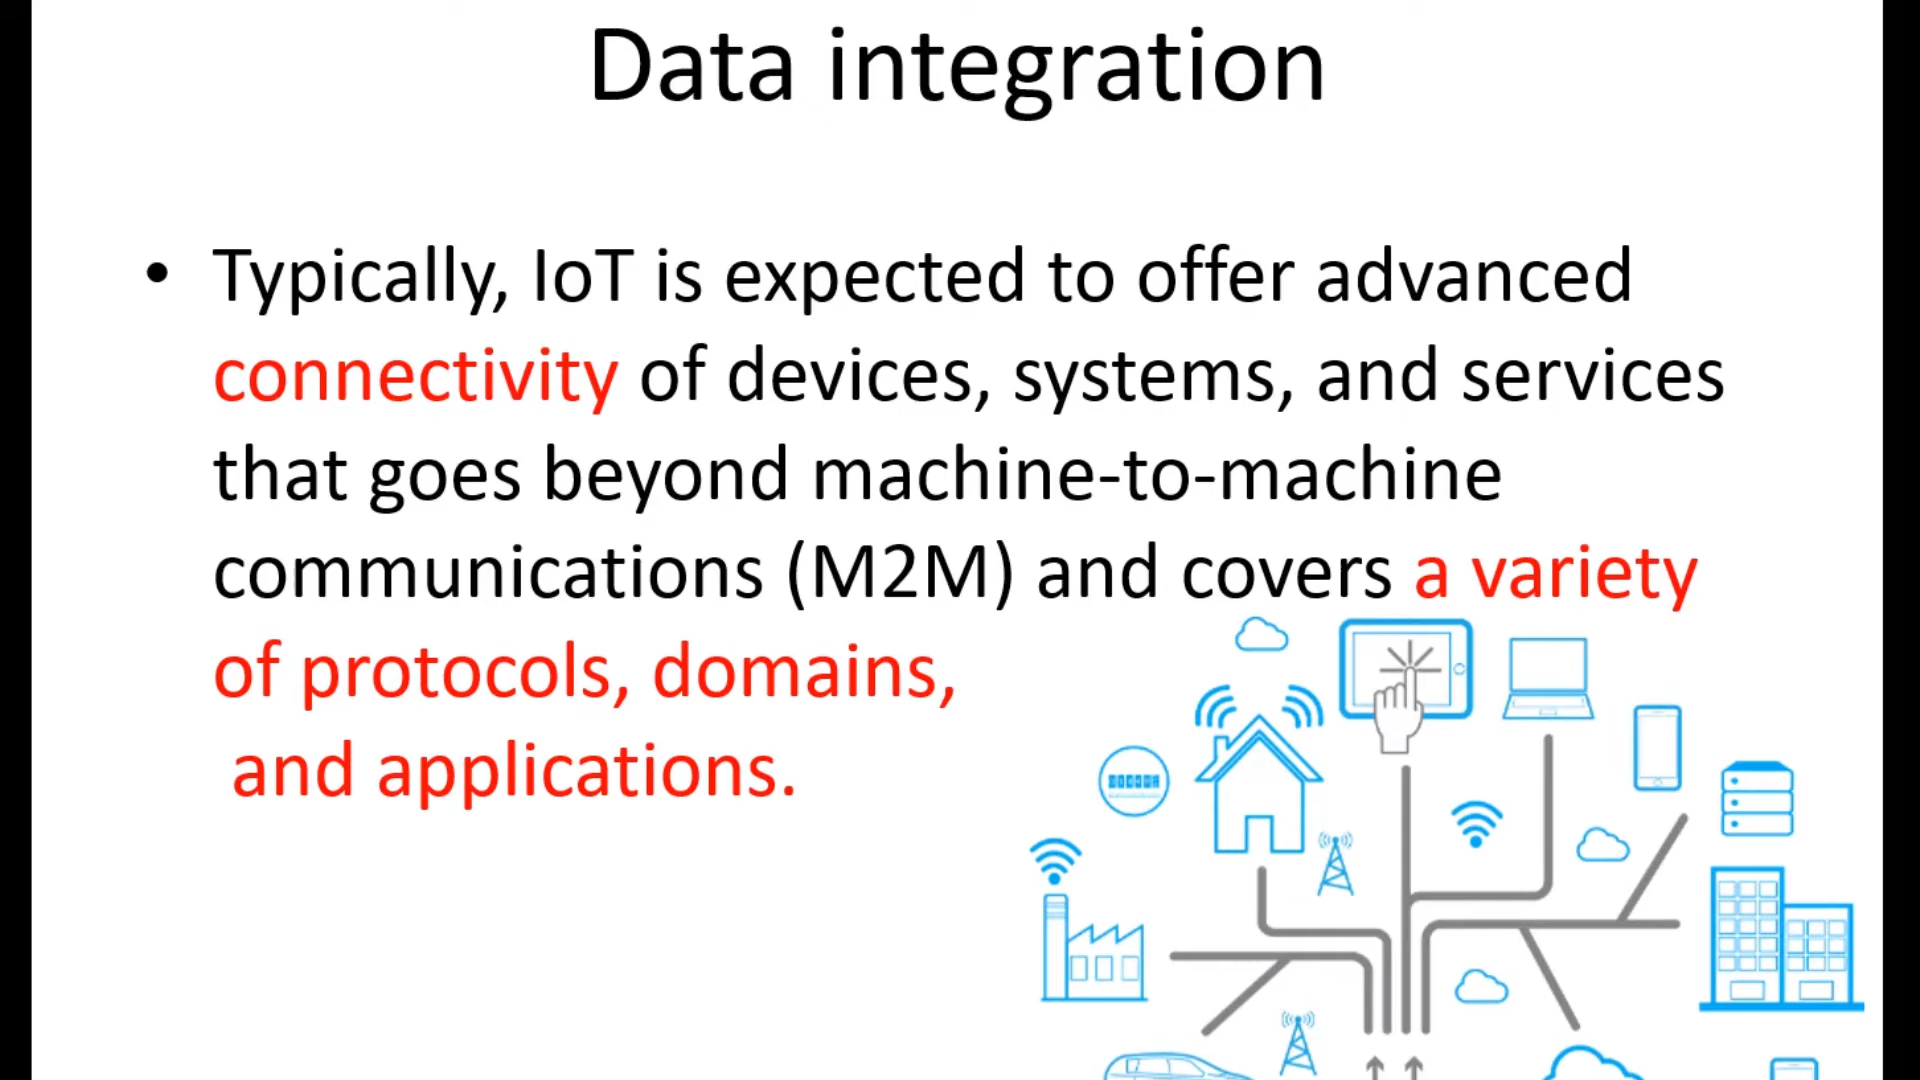 Data integration
• Typically, IoT is expected to offer advanced
connectivity of devices, systems, and services
that goes beyond machine-to-machine
communications (M2M) and covers a variety
of protocols, domains,
and applications.